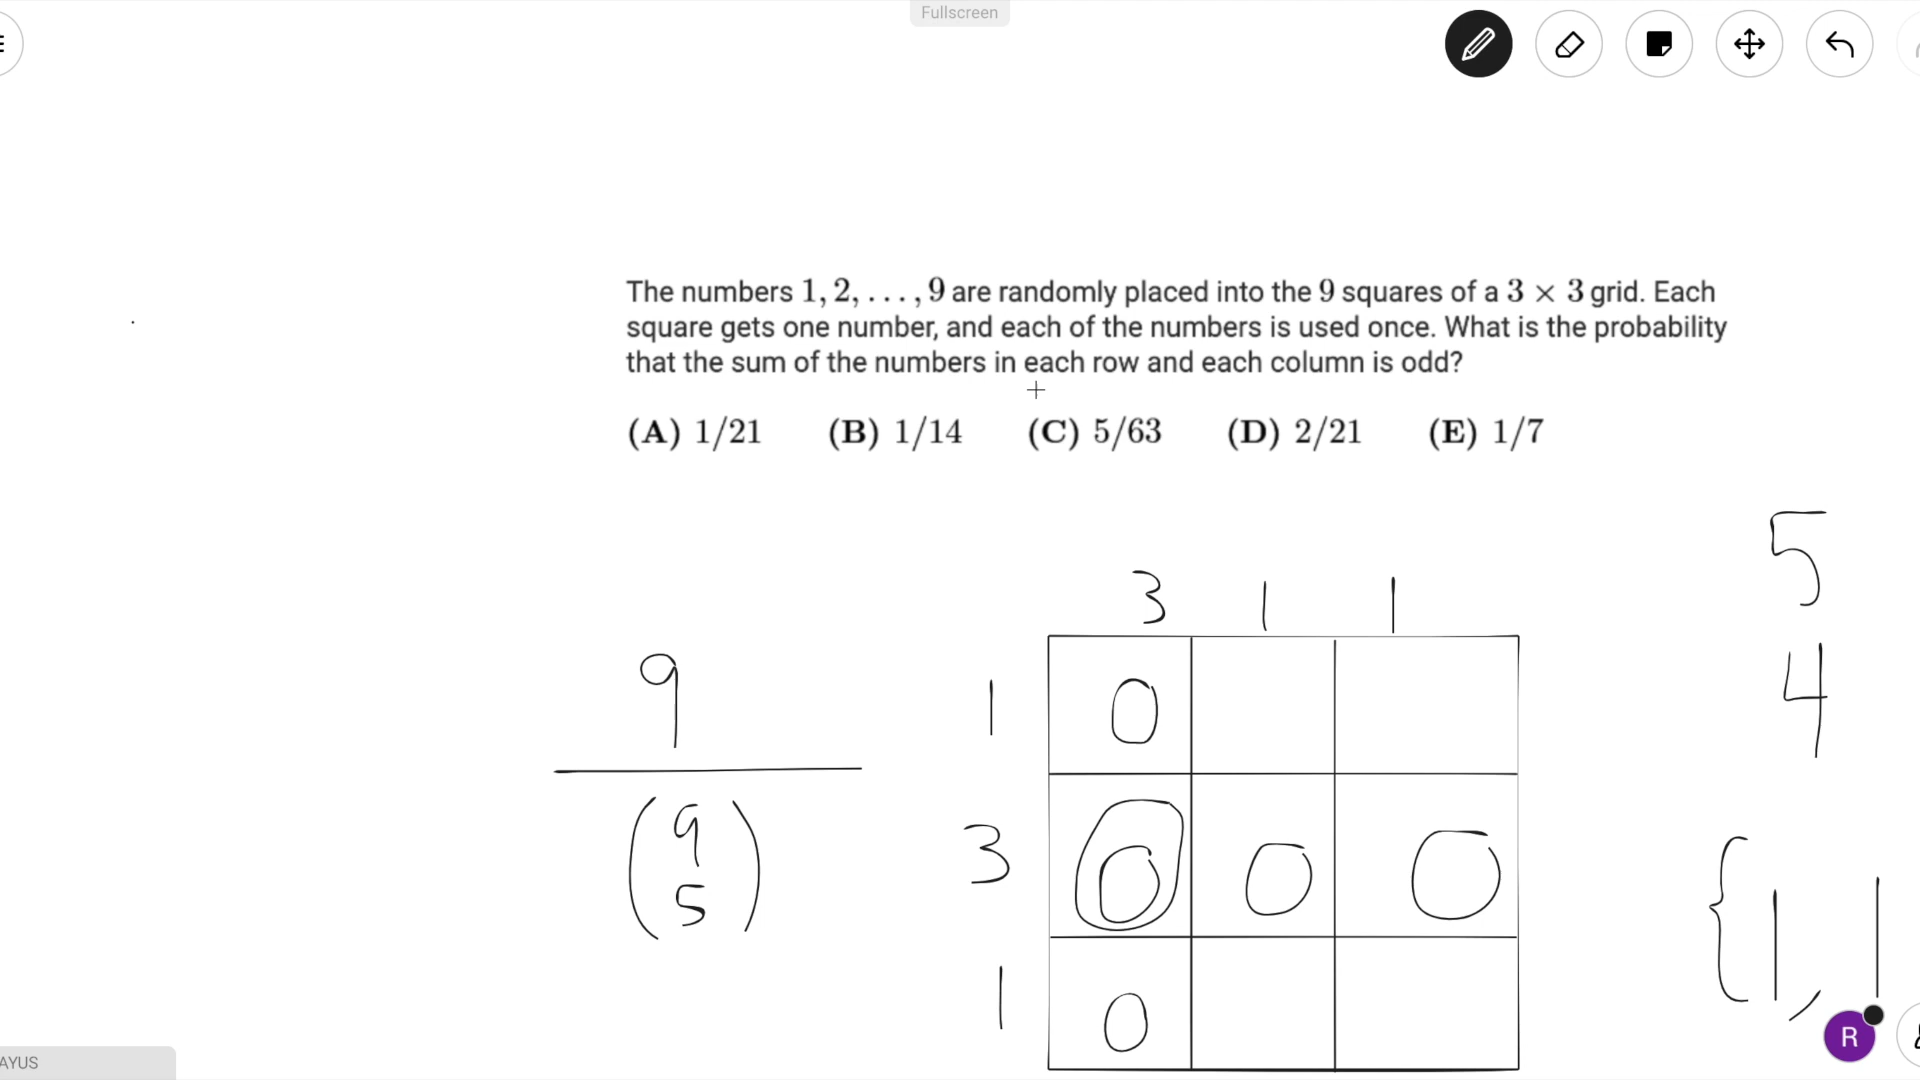 Fullscreen
The numbers 1, 2, . . . , 9 are randomly placed into the 9 squares of a 3 × 3 grid. Each
square gets one number, and each of the numbers is used once. What is the probability
that the sum of the numbers in each row and each column is odd?
(A) 1/21 (B) 1/14 (C) 5/63 (D) 2/21 (E) 1/7
5
4
3 1 1
9
1 0
(9
5)
3 0 0 0
1 0
{1, 1
R
AYUS